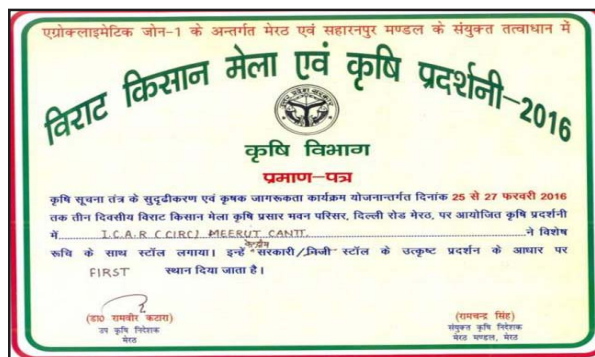 एग्रोक्लाइमेटिक जोन-1 के अन्तर्गत मेरठ एवं सहारनपुर मण्डल के संयुक्त तत्वाधान में
विराट किसान मेला एवं कृषि प्रदर्शनी-2016
कृषि विभाग
प्रमाण-पत्र
कृषि सूचना तंत्र के सुदृढीकरण एवं कृषक जागरूकता कार्यक्रम योजनान्तर्गत दिनांक 25 से 27 फरवरी 2016
तक तीन दिवसीय विराट किसान मेला कृषि प्रसार भवन परिसर, दिल्ली रोड मेरठ, पर आयोजित कृषि प्रदर्शनी
में I.C.A.R (CIRC) MEERUT CANTT. ने विशेष
रूचि के साथ स्टॉल लगाया। इन्हें सरकारी/निजी स्टॉल के उत्कृष्ट प्रदर्शन के आधार पर
FIRST स्थान दिया जाता है।
(डा0 रामवीर कटारा)
उप कृषि निदेशक
मेरठ
(रामचन्द्र सिंह)
संयुक्त कृषि निदेशक
मेरठ मण्डल, मेरठ